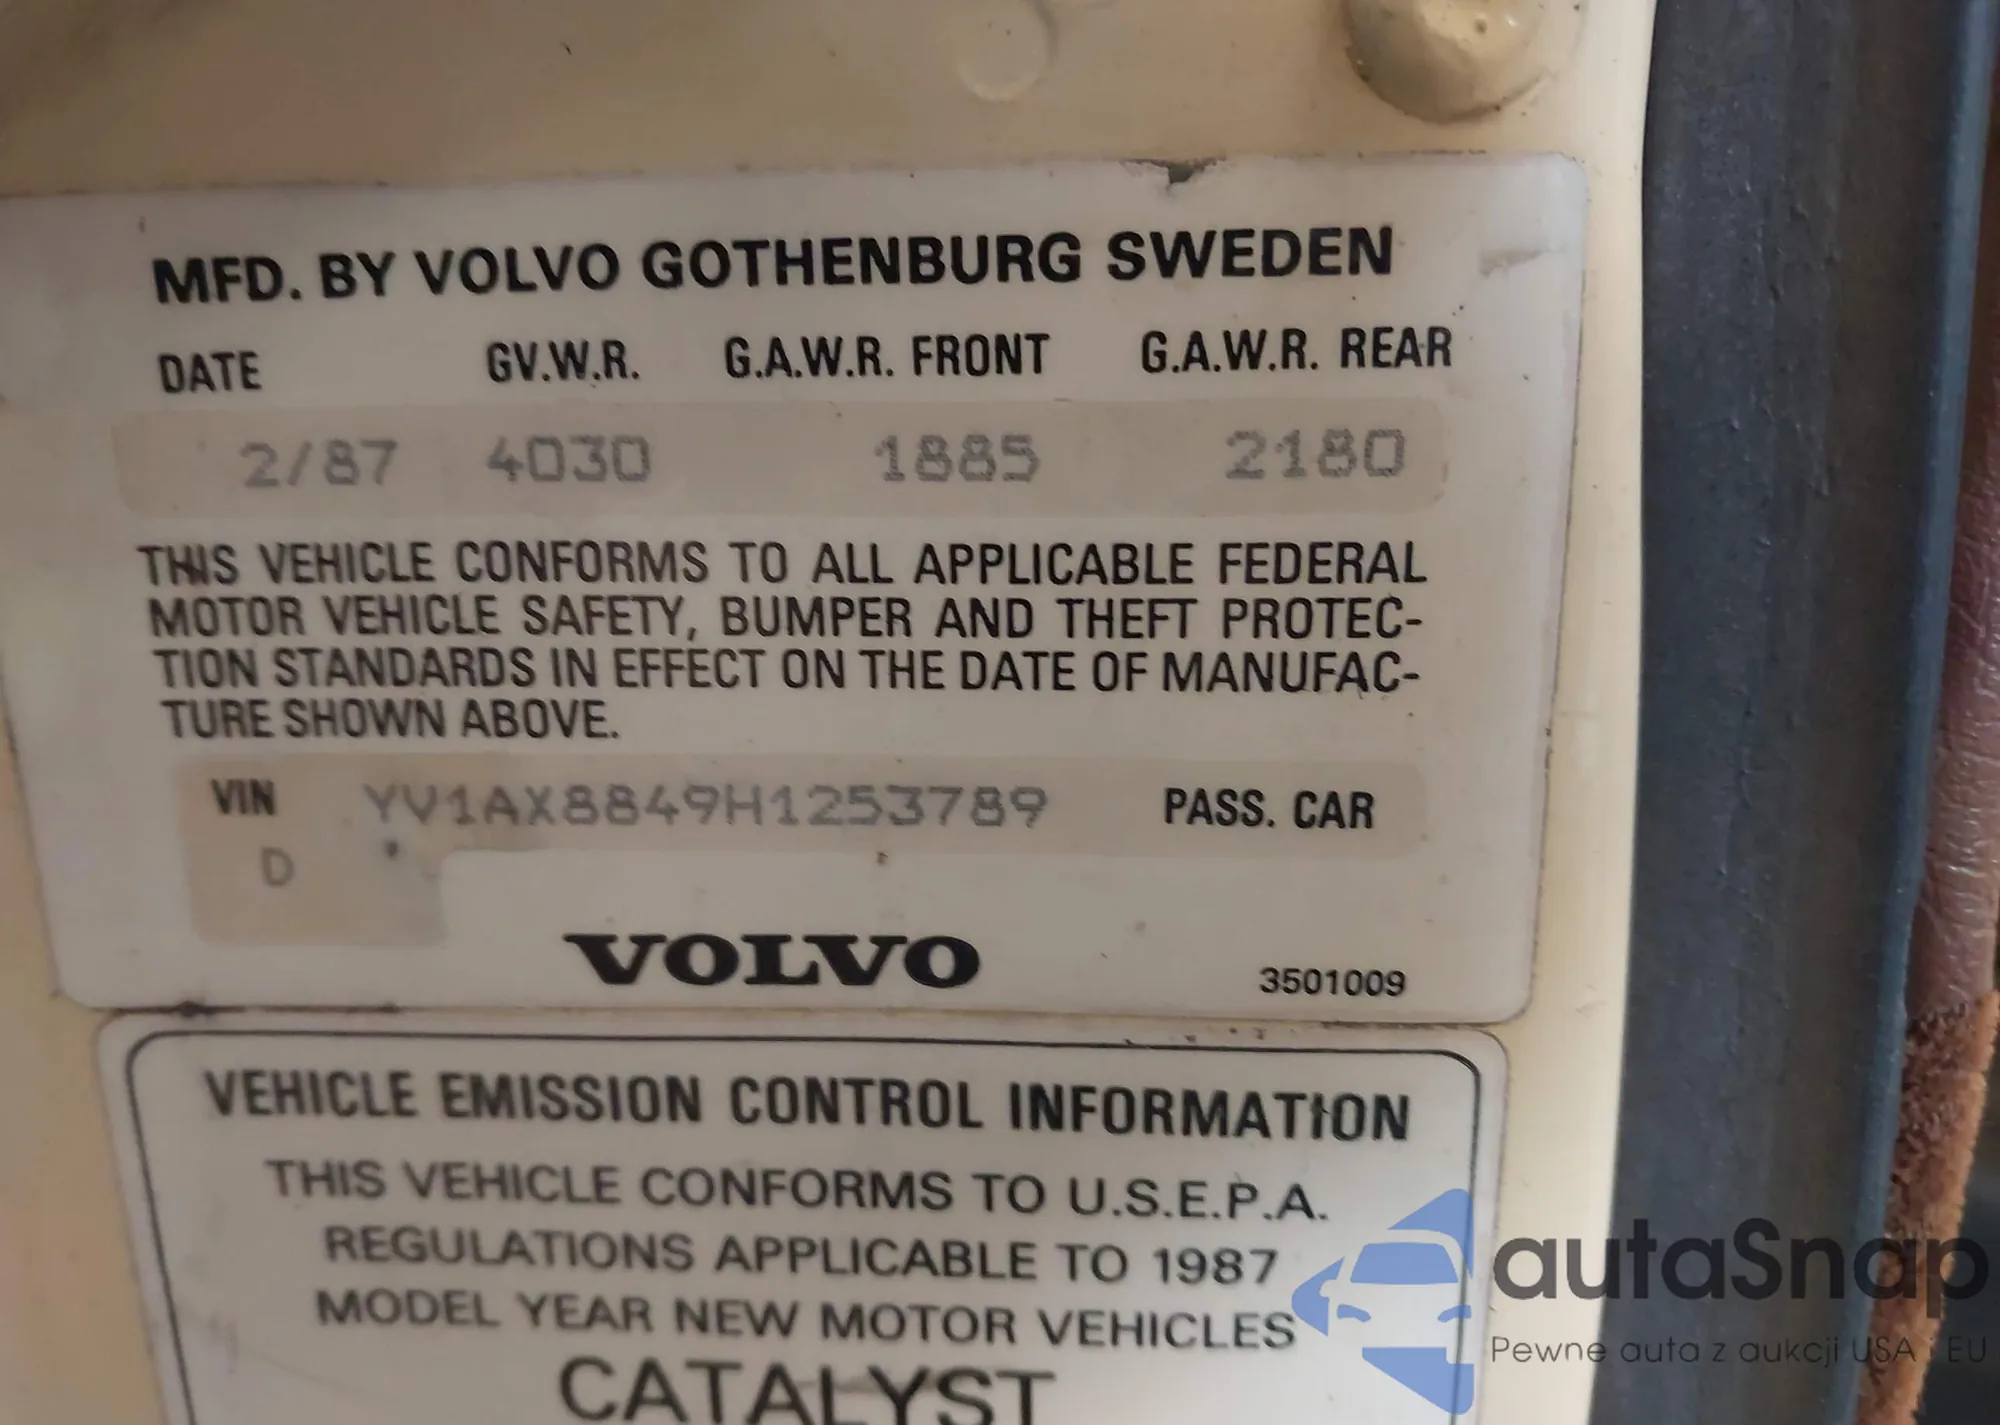 MFD. BY VOLVO GOTHENBURG SWEDEN
DATE GV.W.R. G.A.W.R. FRONT G.A.W.R. REAR
2/87 4030 1885 2180
THIS VEHICLE CONFORMS TO ALL APPLICABLE FEDERAL
MOTOR VEHICLE SAFETY, BUMPER AND THEFT PROTEC-
TION STANDARDS IN EFFECT ON THE DATE OF MANUFAC-
TURE SHOWN ABOVE.
VIN YV1AX8849H1253789 PASS. CAR
D
VOLVO 3501009
VEHICLE EMISSION CONTROL INFORMATION
THIS VEHICLE CONFORMS TO U.S.E.P.A.
REGULATIONS APPLICABLE TO 1987
MODEL YEAR NEW MOTOR VEHICLES
CATALYST
autaSnap
Pewne auta z aukcji USA i EU